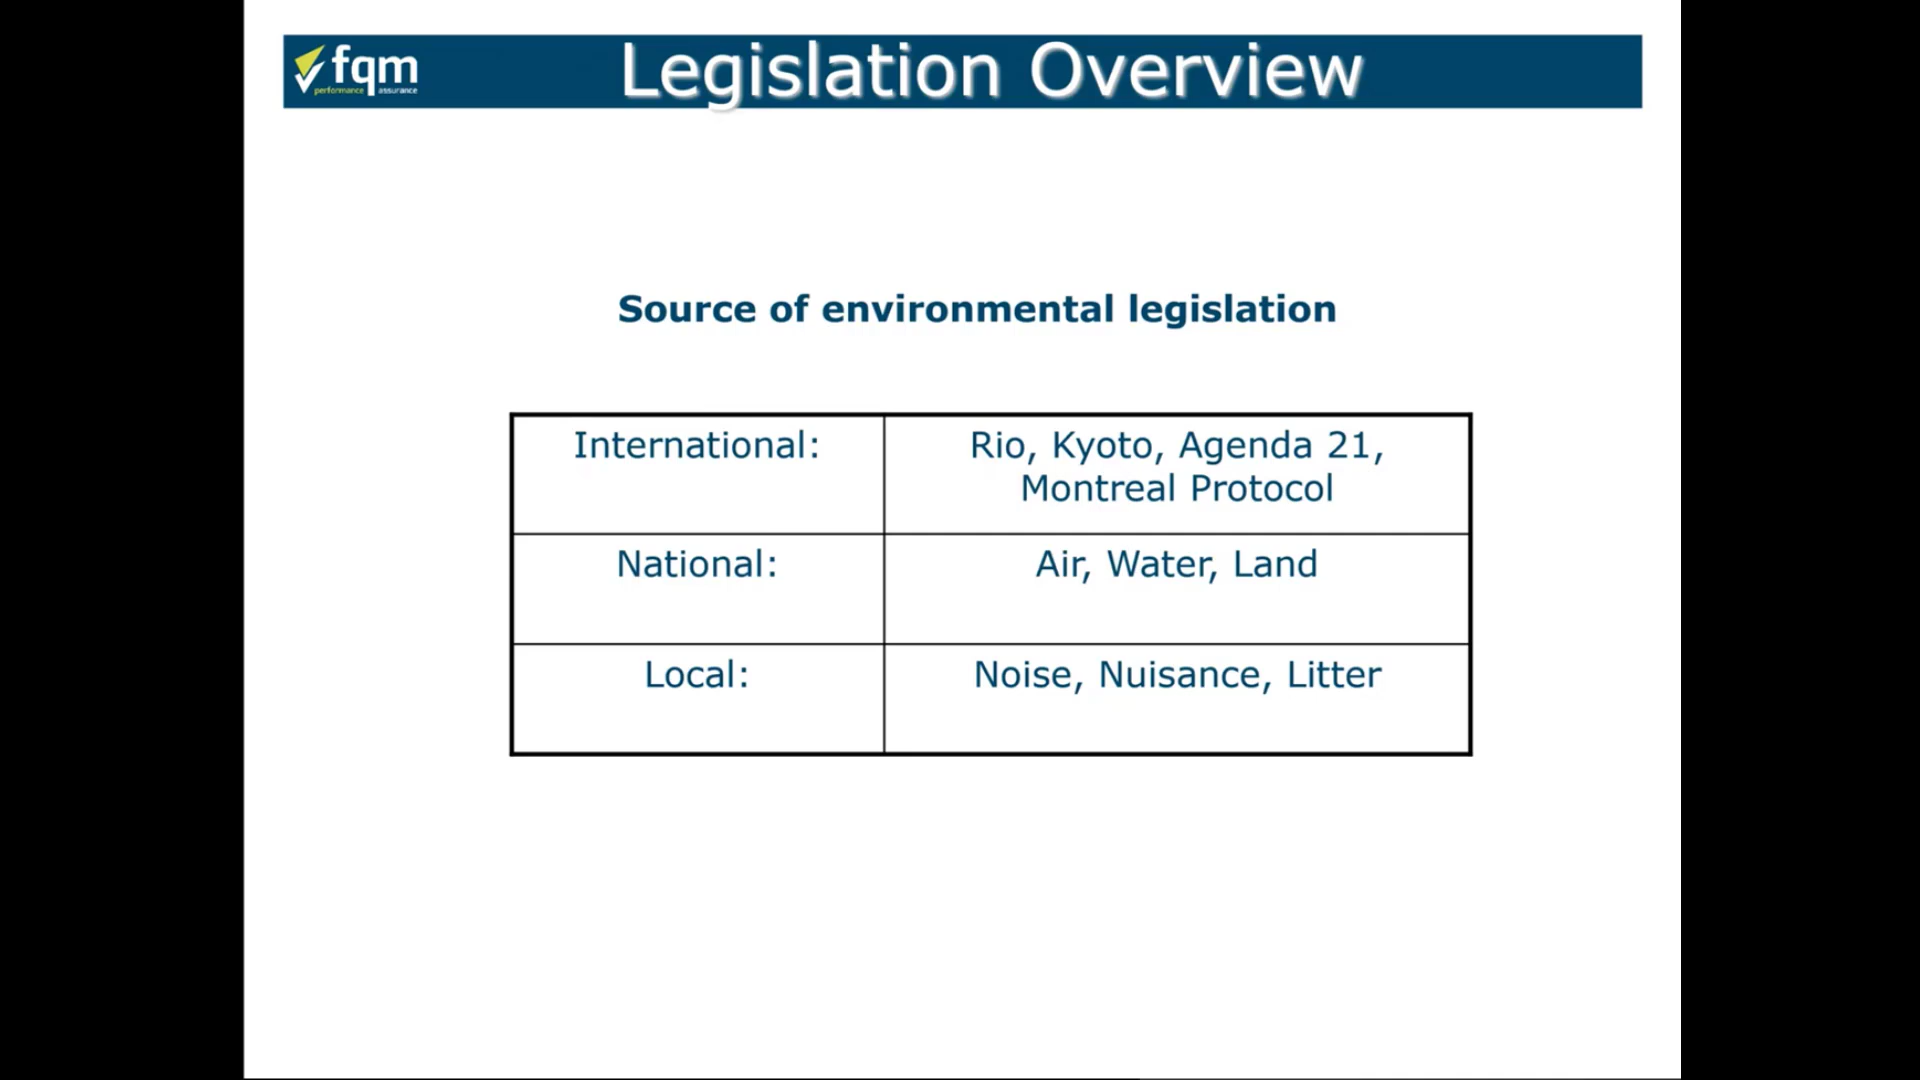 fqm
performance assurance
Legislation Overview
Source of environmental legislation
International:
Rio, Kyoto, Agenda 21,
Montreal Protocol
National:
Air, Water, Land
Local:
Noise, Nuisance, Litter